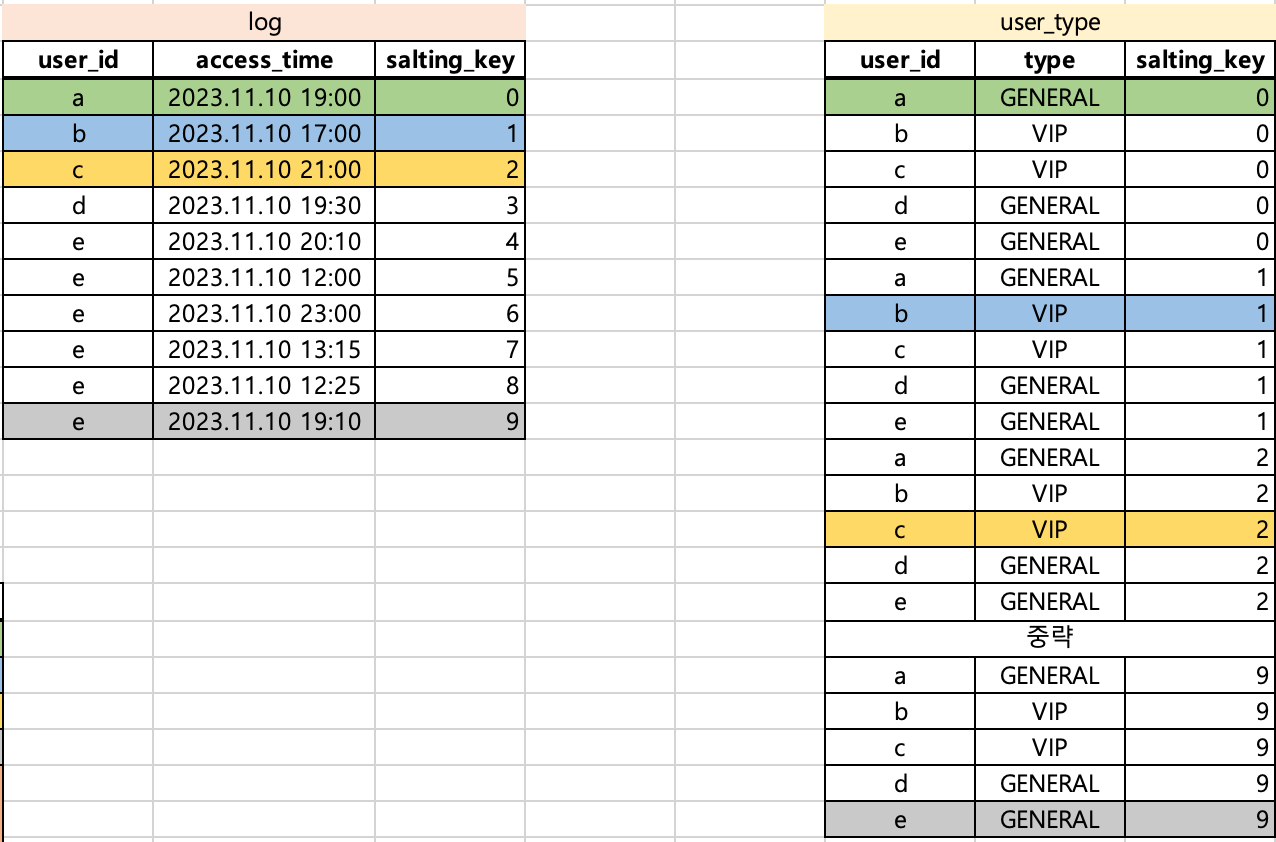 log
user_id access_time salting_key
a 2023.11.10 19:00 0
b 2023.11.10 17:00 1
c 2023.11.10 21:00 2
d 2023.11.10 19:30 3
e 2023.11.10 20:10 4
e 2023.11.10 12:00 5
e 2023.11.10 23:00 6
e 2023.11.10 13:15 7
e 2023.11.10 12:25 8
e 2023.11.10 19:10 9
user_type
user_id type salting_key
a GENERAL 0
b VIP 0
c VIP 0
d GENERAL 0
e GENERAL 0
a GENERAL 1
b VIP 1
c VIP 1
d GENERAL 1
e GENERAL 1
a GENERAL 2
b VIP 2
c VIP 2
d GENERAL 2
e GENERAL 2
중략
a GENERAL 9
b VIP 9
c VIP 9
d GENERAL 9
e GENERAL 9